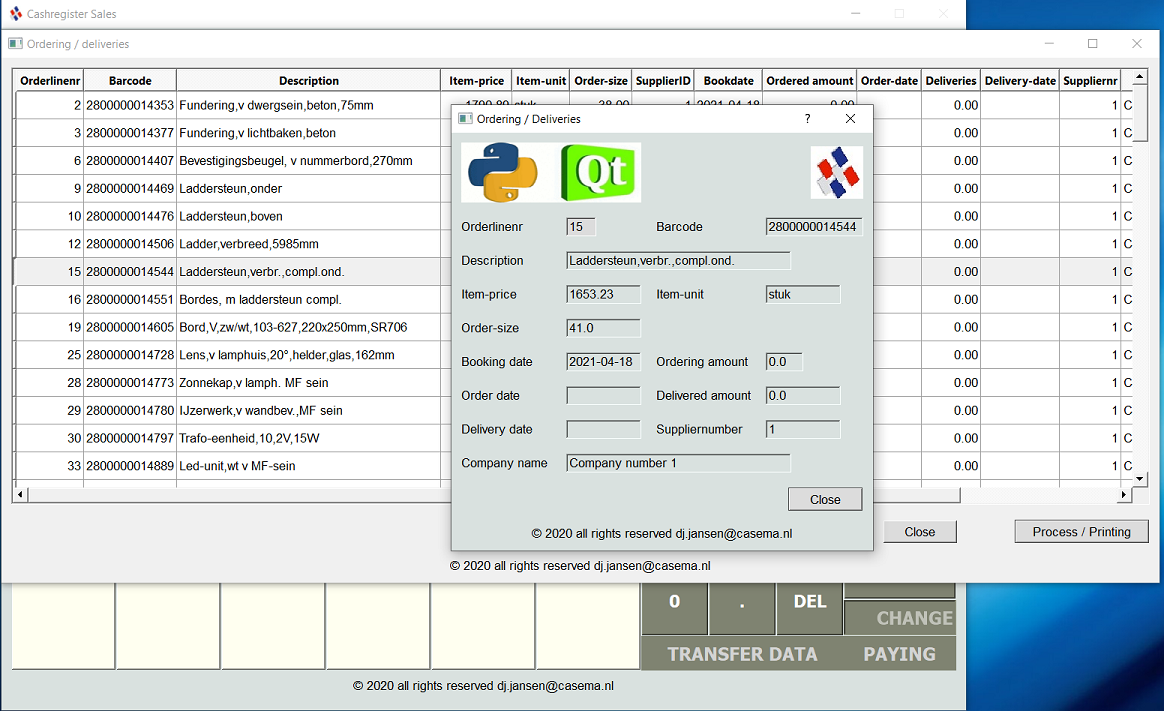 Cashregister Sales
Ordering / deliveries
Orderlinenr Barcode Description Item-price Item-unit Order-size SupplierID Bookdate Ordered amount Order-date Deliveries Delivery-date Suppliernr
2 2800000014353 Fundering,v dwergsein,beton,75mm 0.00 1 C
3 2800000014377 Fundering,v lichtbaken,beton 0.00 1 C
6 2800000014407 Bevestigingsbeugel, v nummerbord,270mm 0.00 1 C
9 2800000014469 Laddersteun,onder 0.00 1 C
10 2800000014476 Laddersteun,boven 0.00 1 C
12 2800000014506 Ladder,verbreed,5985mm 0.00 1 C
15 2800000014544 Laddersteun,verbr.,compl.ond. 0.00 1 C
16 2800000014551 Bordes, m laddersteun compl. 0.00 1 C
19 2800000014605 Bord,V,zw/wt,103-627,220x250mm,SR706 0.00 1 C
25 2800000014728 Lens,v lamphuis,20°,helder,glas,162mm 0.00 1 C
28 2800000014773 Zonnekap,v lamph. MF sein 0.00 1 C
29 2800000014780 IJzerwerk,v wandbev.,MF sein 0.00 1 C
30 2800000014797 Trafo-eenheid,10,2V,15W 0.00 1 C
33 2800000014889 Led-unit,wt v MF-sein 0.00 1 C
Ordering / Deliveries ?
Qt
Orderlinenr 15 Barcode 2800000014544
Description Laddersteun,verbr.,compl.ond.
Item-price 1653.23 Item-unit stuk
Order-size 41.0
Booking date 2021-04-18 Ordering amount 0.0
Order date Delivered amount 0.0
Delivery date Suppliernumber 1
Company name Company number 1
Close
© 2020 all rights reserved dj.jansen@casema.nl
Close Process / Printing
© 2020 all rights reserved dj.jansen@casema.nl
0 . DEL
CHANGE
TRANSFER DATA PAYING
© 2020 all rights reserved dj.jansen@casema.nl